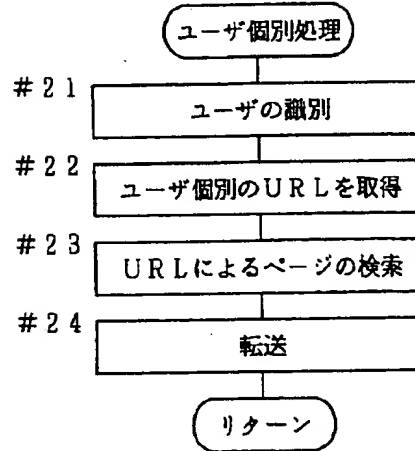 ユーザ個別処理
#21
ユーザの識別
#22
ユーザ個別のURLを取得
#23
URLによるページの検索
#24
転送
リターン